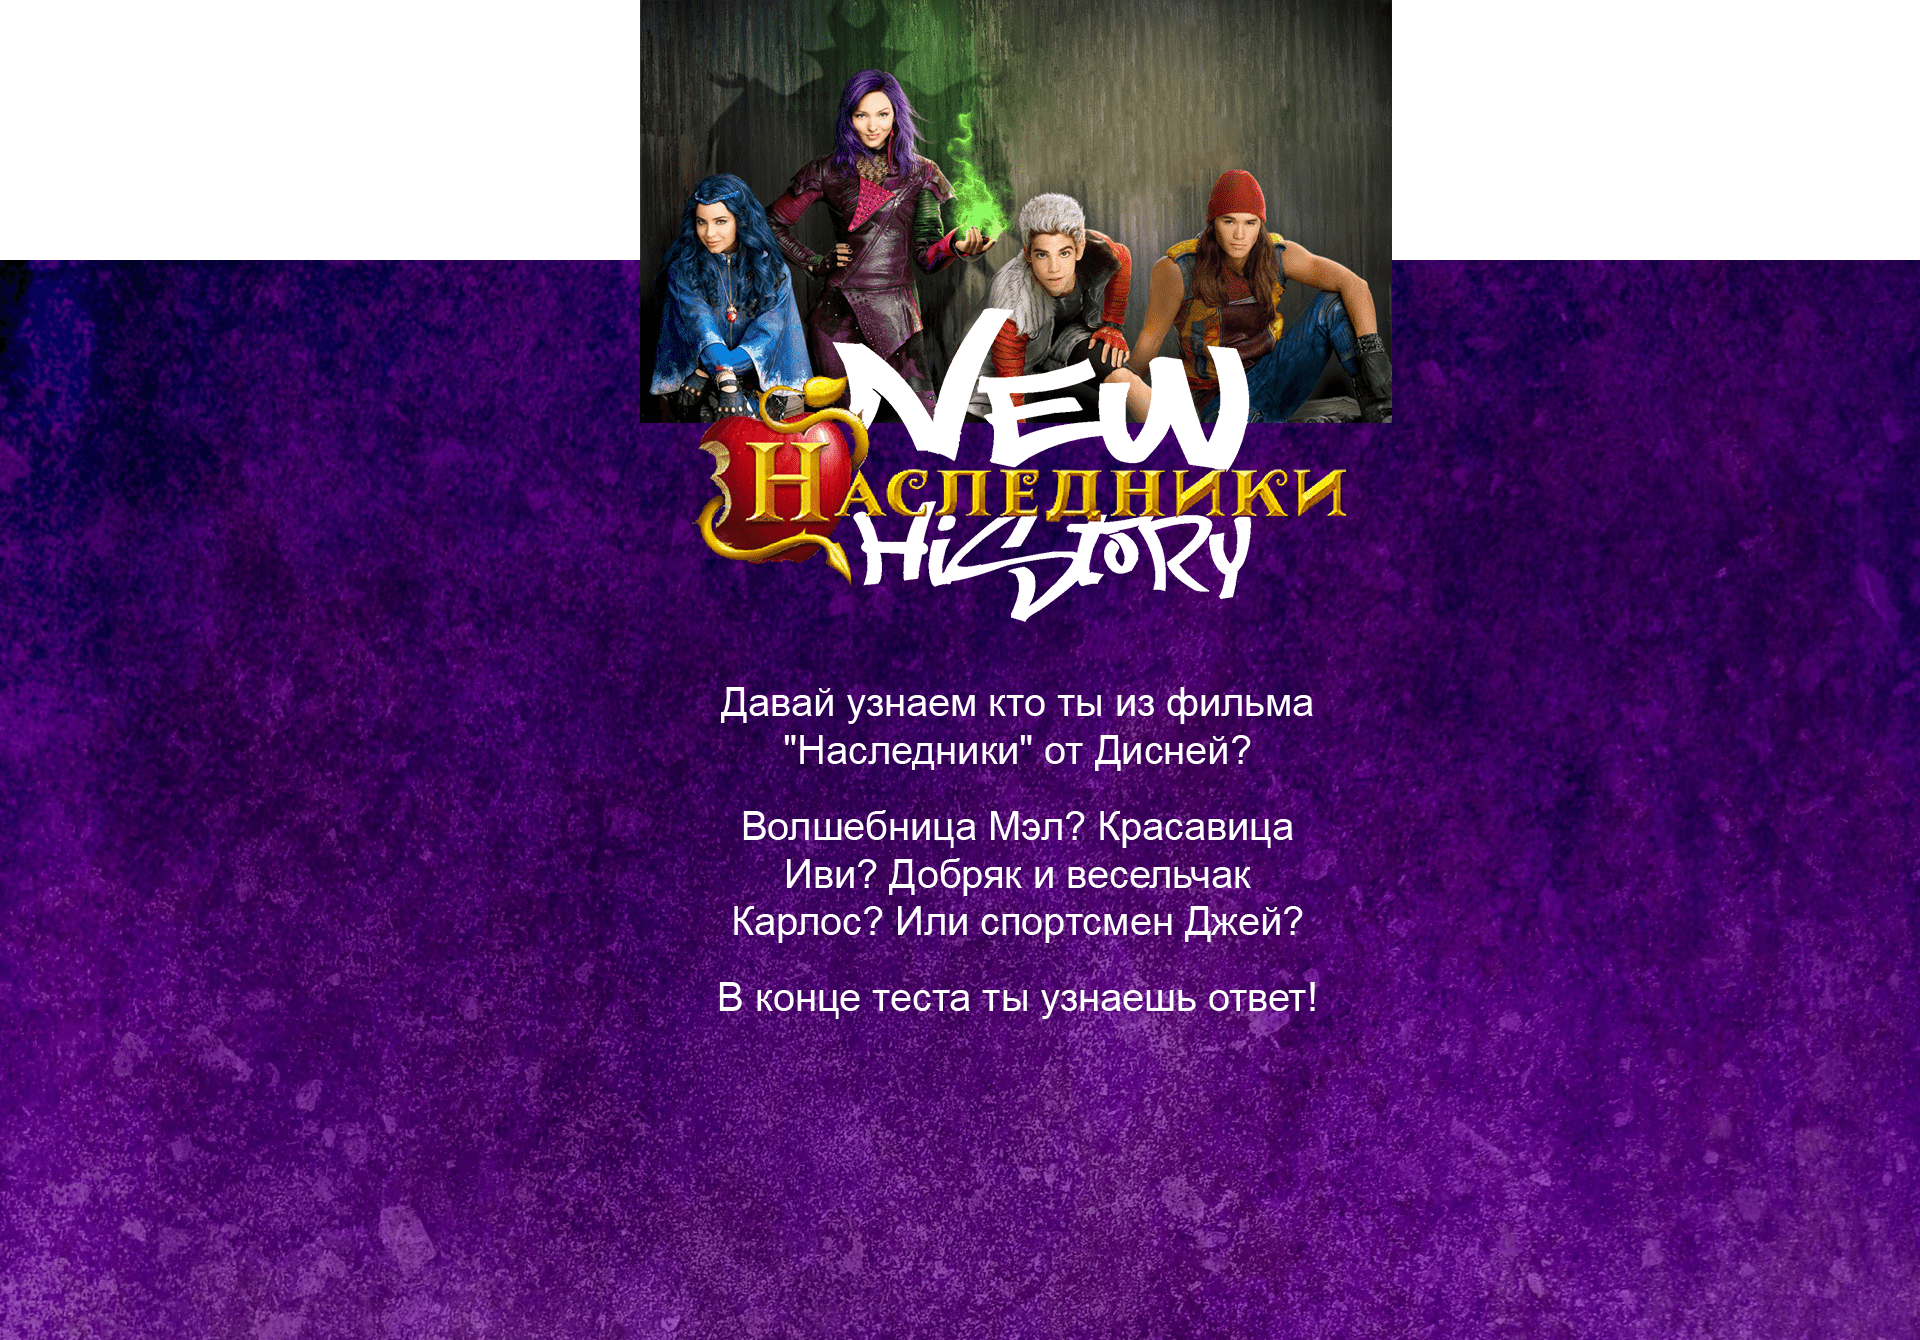 NEW
НАСЛЕДНИКИ
HiSTORY
Давай узнаем кто ты из фильма
"Наследники" от Дисней?
Волшебница Мэл? Красавица
Иви? Добряк и весельчак
Карлос? Или спортсмен Джей?
В конце теста ты узнаешь ответ!